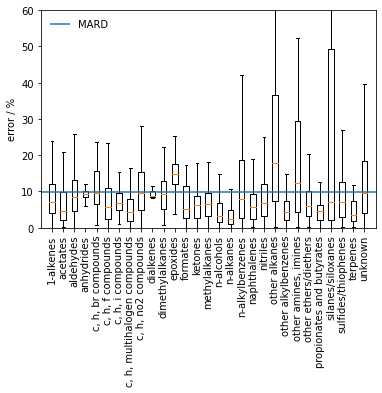 60
50
40
30
20
10
0
error / %
MARD
1-alkenes
acetates
aldehydes
anhydrides
c, h, br compounds
c, h, f compounds
c, h, i compounds
c, h, multihalogen compounds
c, h, no2 compounds
dialkenes
dimethylalkanes
epoxides
formates
ketones
methylalkanes
n-alcohols
n-alkanes
n-alkylbenzenes
naphthalenes
nitriles
other alkanes
other alkylbenzenes
other amines, imines
other ethers/diethers
propionates and butyrates
silanes/siloxanes
sulfides/thiophenes
terpenes
unknown